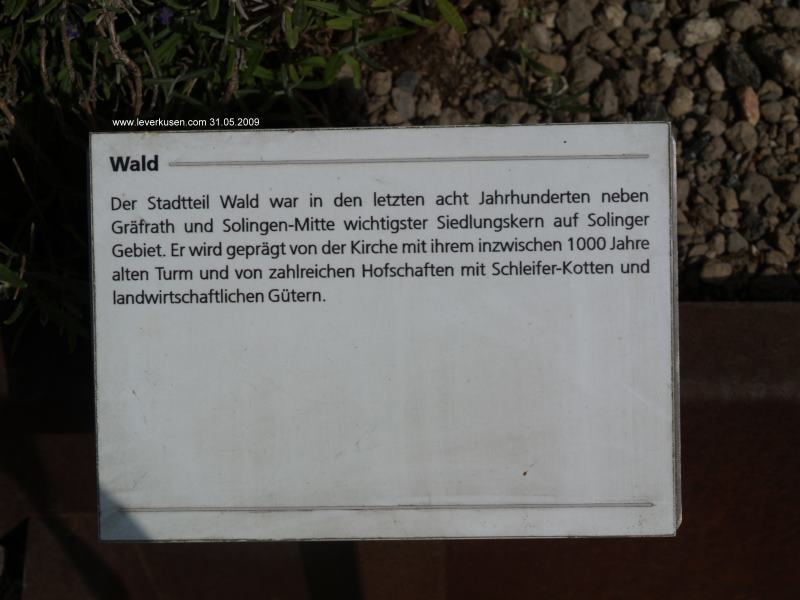 www.leverkusen.com 31.05.2009
Wald
Der Stadtteil Wald war in den letzten acht Jahrhunderten neben
Gräfrath und Solingen-Mitte wichtigster Siedlungskern auf Solinger
Gebiet. Er wird geprägt von der Kirche mit ihrem inzwischen 1000 Jahre
alten Turm und von zahlreichen Hofschaften mit Schleifer-Kotten und
landwirtschaftlichen Gütern.